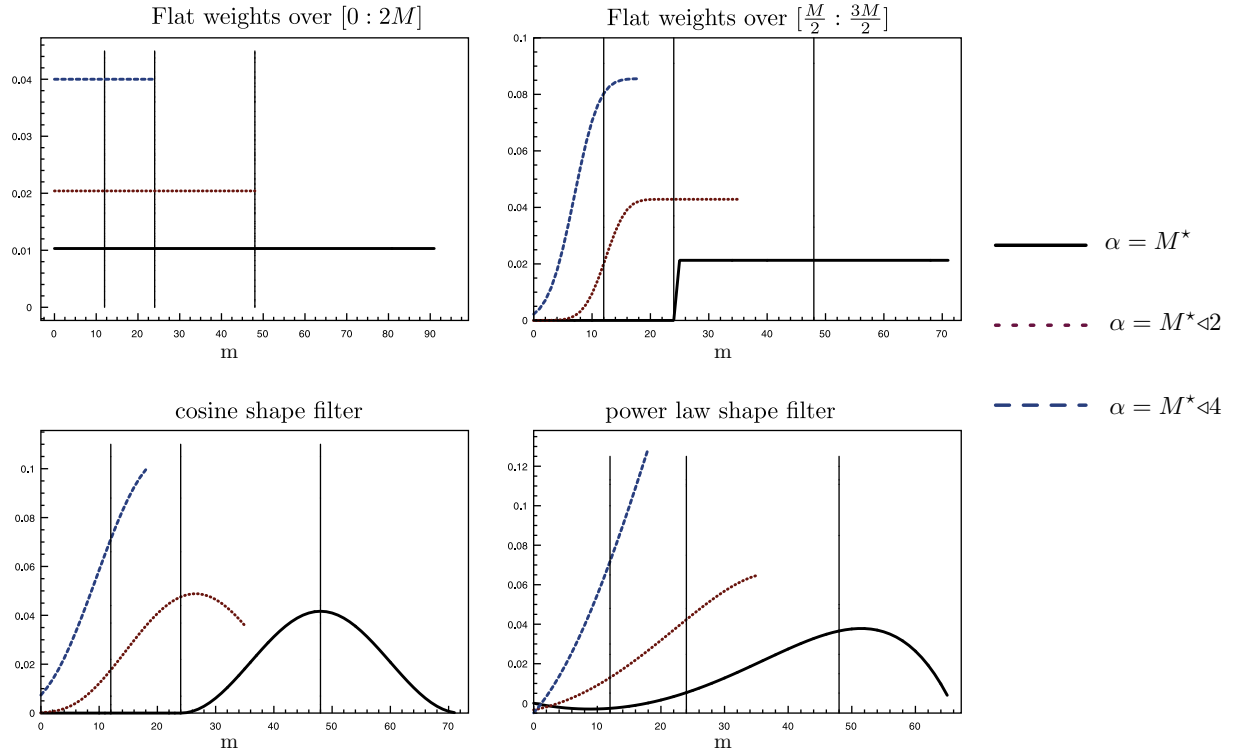 Flat weights over [0 : 2M]
0.04
0.03
0.02
0.01
0
0 10 20 30 40 50 60 70 80 90
m
Flat weights over [M/2 : 3M/2]
0.1
0.08
0.06
0.04
0.02
0
0 10 20 30 40 50 60 70
m
α = M⋆
α = M⋆◁2
α = M⋆◁4
cosine shape filter
0.1
0.08
0.06
0.04
0.02
0
0 10 20 30 40 50 60 70
m
power law shape filter
0.12
0.1
0.08
0.06
0.04
0.02
0
0 10 20 30 40 50 60
m